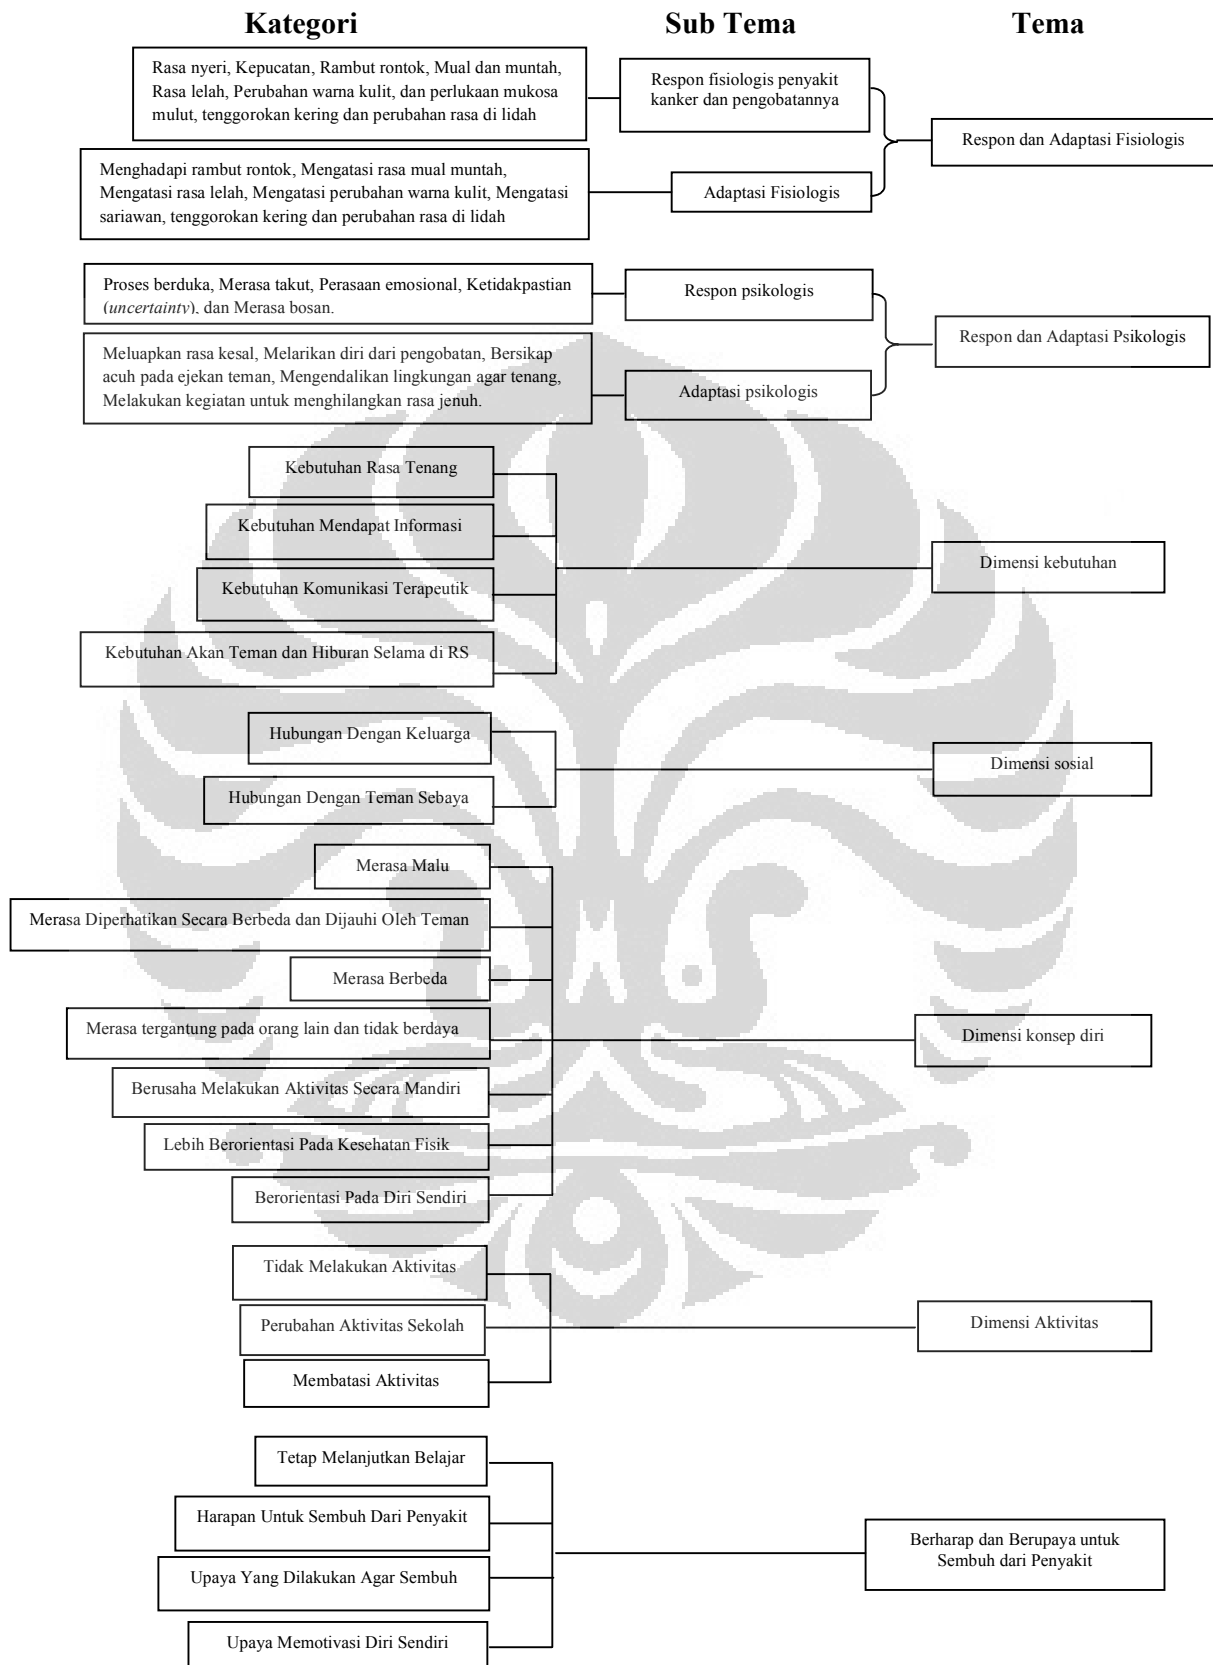 Kategori
Sub Tema
Tema
Rasa nyeri, Kepucatan, Rambut rontok, Mual dan muntah,
Rasa lelah, Perubahan warna kulit, dan perlukaan mukosa
mulut, tenggorokan kering dan perubahan rasa di lidah
Respon fisiologis penyakit
kanker dan pengobatannya
Respon dan Adaptasi Fisiologis
Menghadapi rambut rontok, Mengatasi rasa mual muntah,
Mengatasi rasa lelah, Mengatasi perubahan warna kulit, Mengatasi
sariawan, tenggorokan kering dan perubahan rasa di lidah
Adaptasi Fisiologis
Proses berduka, Merasa takut, Perasaan emosional, Ketidakpastian
(uncertainty), dan Merasa bosan.
Respon psikologis
Respon dan Adaptasi Psikologis
Meluapkan rasa kesal, Melarikan diri dari pengobatan, Bersikap
acuh pada ejekan teman, Mengendalikan lingkungan agar tenang,
Melakukan kegiatan untuk menghilangkan rasa jenuh.
Adaptasi psikologis
Kebutuhan Rasa Tenang
Kebutuhan Mendapat Informasi
Kebutuhan Komunikasi Terapeutik
Kebutuhan Akan Teman dan Hiburan Selama di RS
Dimensi kebutuhan
Hubungan Dengan Keluarga
Hubungan Dengan Teman Sebaya
Dimensi sosial
Merasa Malu
Merasa Diperhatikan Secara Berbeda dan Dijauhi Oleh Teman
Merasa Berbeda
Merasa tergantung pada orang lain dan tidak berdaya
Berusaha Melakukan Aktivitas Secara Mandiri
Lebih Berorientasi Pada Kesehatan Fisik
Berorientasi Pada Diri Sendiri
Dimensi konsep diri
Tidak Melakukan Aktivitas
Perubahan Aktivitas Sekolah
Membatasi Aktivitas
Dimensi Aktivitas
Tetap Melanjutkan Belajar
Harapan Untuk Sembuh Dari Penyakit
Upaya Yang Dilakukan Agar Sembuh
Upaya Memotivasi Diri Sendiri
Berharap dan Berupaya untuk
Sembuh dari Penyakit